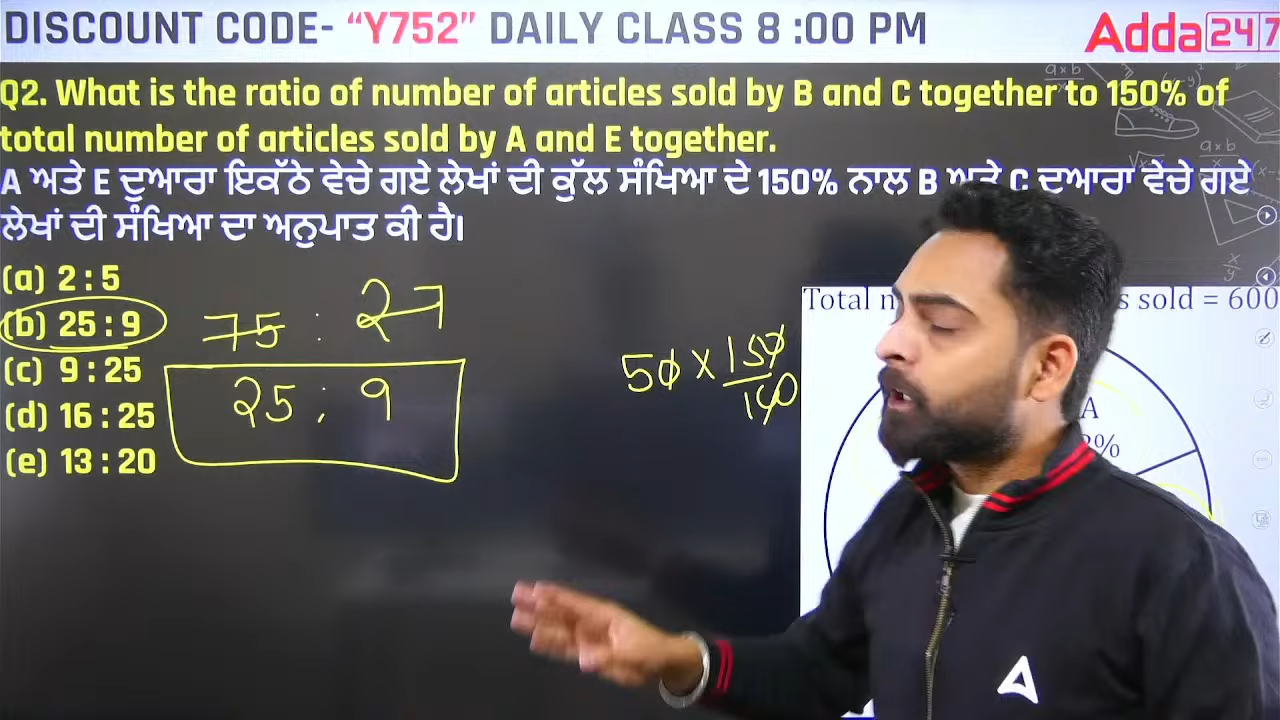 DISCOUNT CODE- “Y752” DAILY CLASS 8 :00 PM
Adda247
Q2. What is the ratio of number of articles sold by B and C together to 150% of
total number of articles sold by A and E together.
A ਅਤੇ E ਦੁਆਰਾ ਇਕੱਠੇ ਵੇਚੇ ਗਏ ਲੇਖਾਂ ਦੀ ਕੁੱਲ ਸੰਖਿਆ ਦੇ 150% ਨਾਲ B ਅਤੇ C ਦੁਆਰਾ ਵੇਚੇ ਗਏ
ਲੇਖਾਂ ਦੀ ਸੰਖਿਆ ਦਾ ਅਨੁਪਾਤ ਕੀ ਹੈ।
(a) 2 : 5
(b) 25 : 9
(c) 9 : 25
(d) 16 : 25
(e) 13 : 20
75 : 27
25 : 9
50 × 150
100
Total sold = 600
A
%